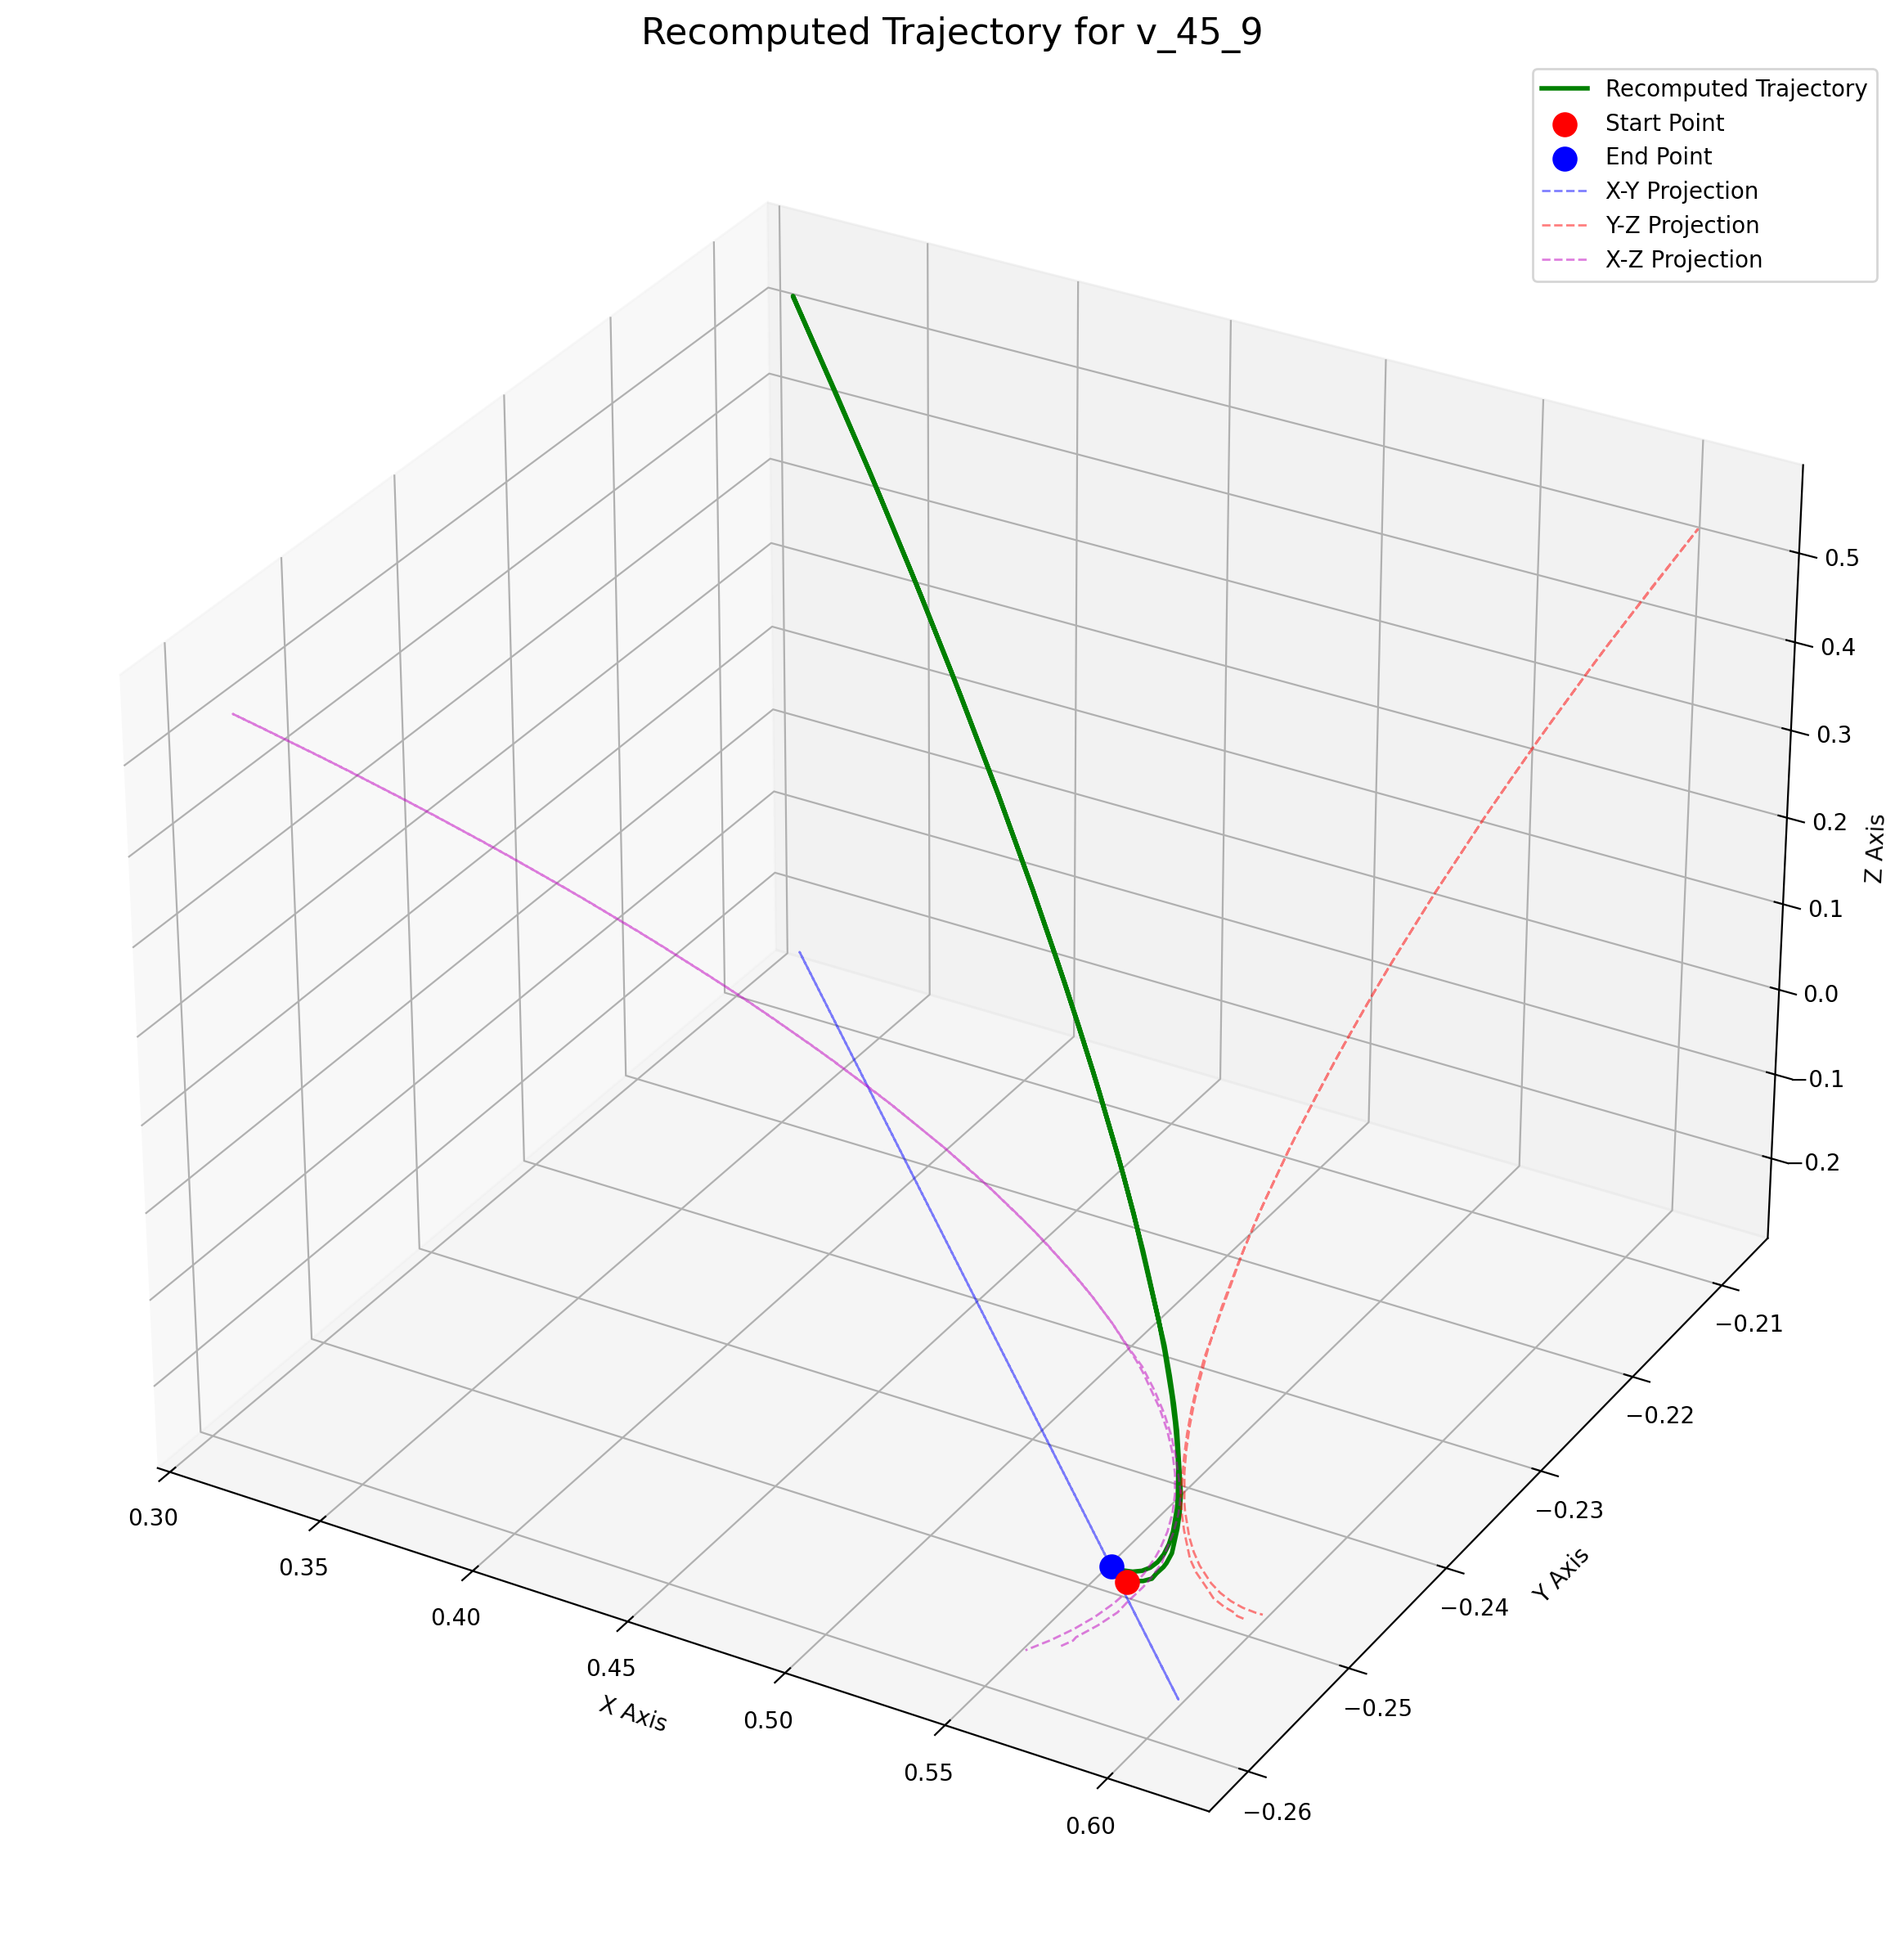 Recomputed Trajectory for v_45_9
Recomputed Trajectory
Start Point
End Point
X-Y Projection
Y-Z Projection
X-Z Projection
0.5
0.4
0.3
0.2
0.1
0.0
−0.1
−0.2
Z Axis
−0.21
−0.22
−0.23
−0.24
−0.25
−0.26
Y Axis
0.30
0.35
0.40
0.45
0.50
0.55
0.60
X Axis